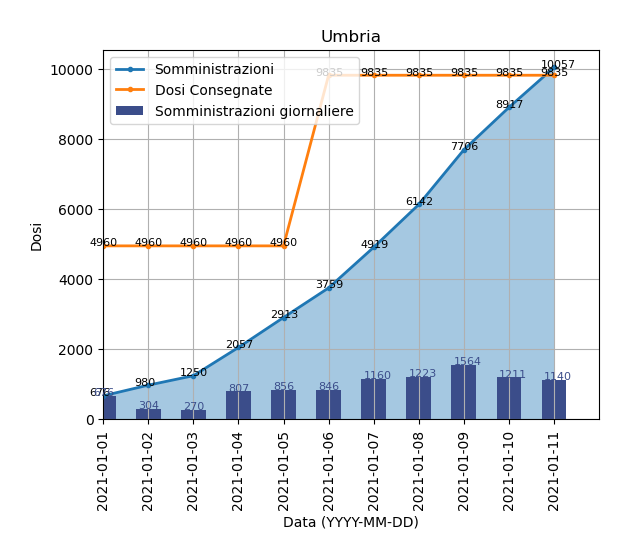 Umbria
Somministrazioni
Dosi Consegnate
Somministrazioni giornaliere
Dosi
10000
8000
6000
4000
2000
0
4960 4960 4960 4960 4960 9835 9835 9835 9835 9835 9835
676 980 1250 2057 2913 3759 4919 6142 7706 8917 10057
676 304 270 807 856 846 1160 1223 1564 1211 1140
2021-01-01
2021-01-02
2021-01-03
2021-01-04
2021-01-05
2021-01-06
2021-01-07
2021-01-08
2021-01-09
2021-01-10
2021-01-11
Data (YYYY-MM-DD)